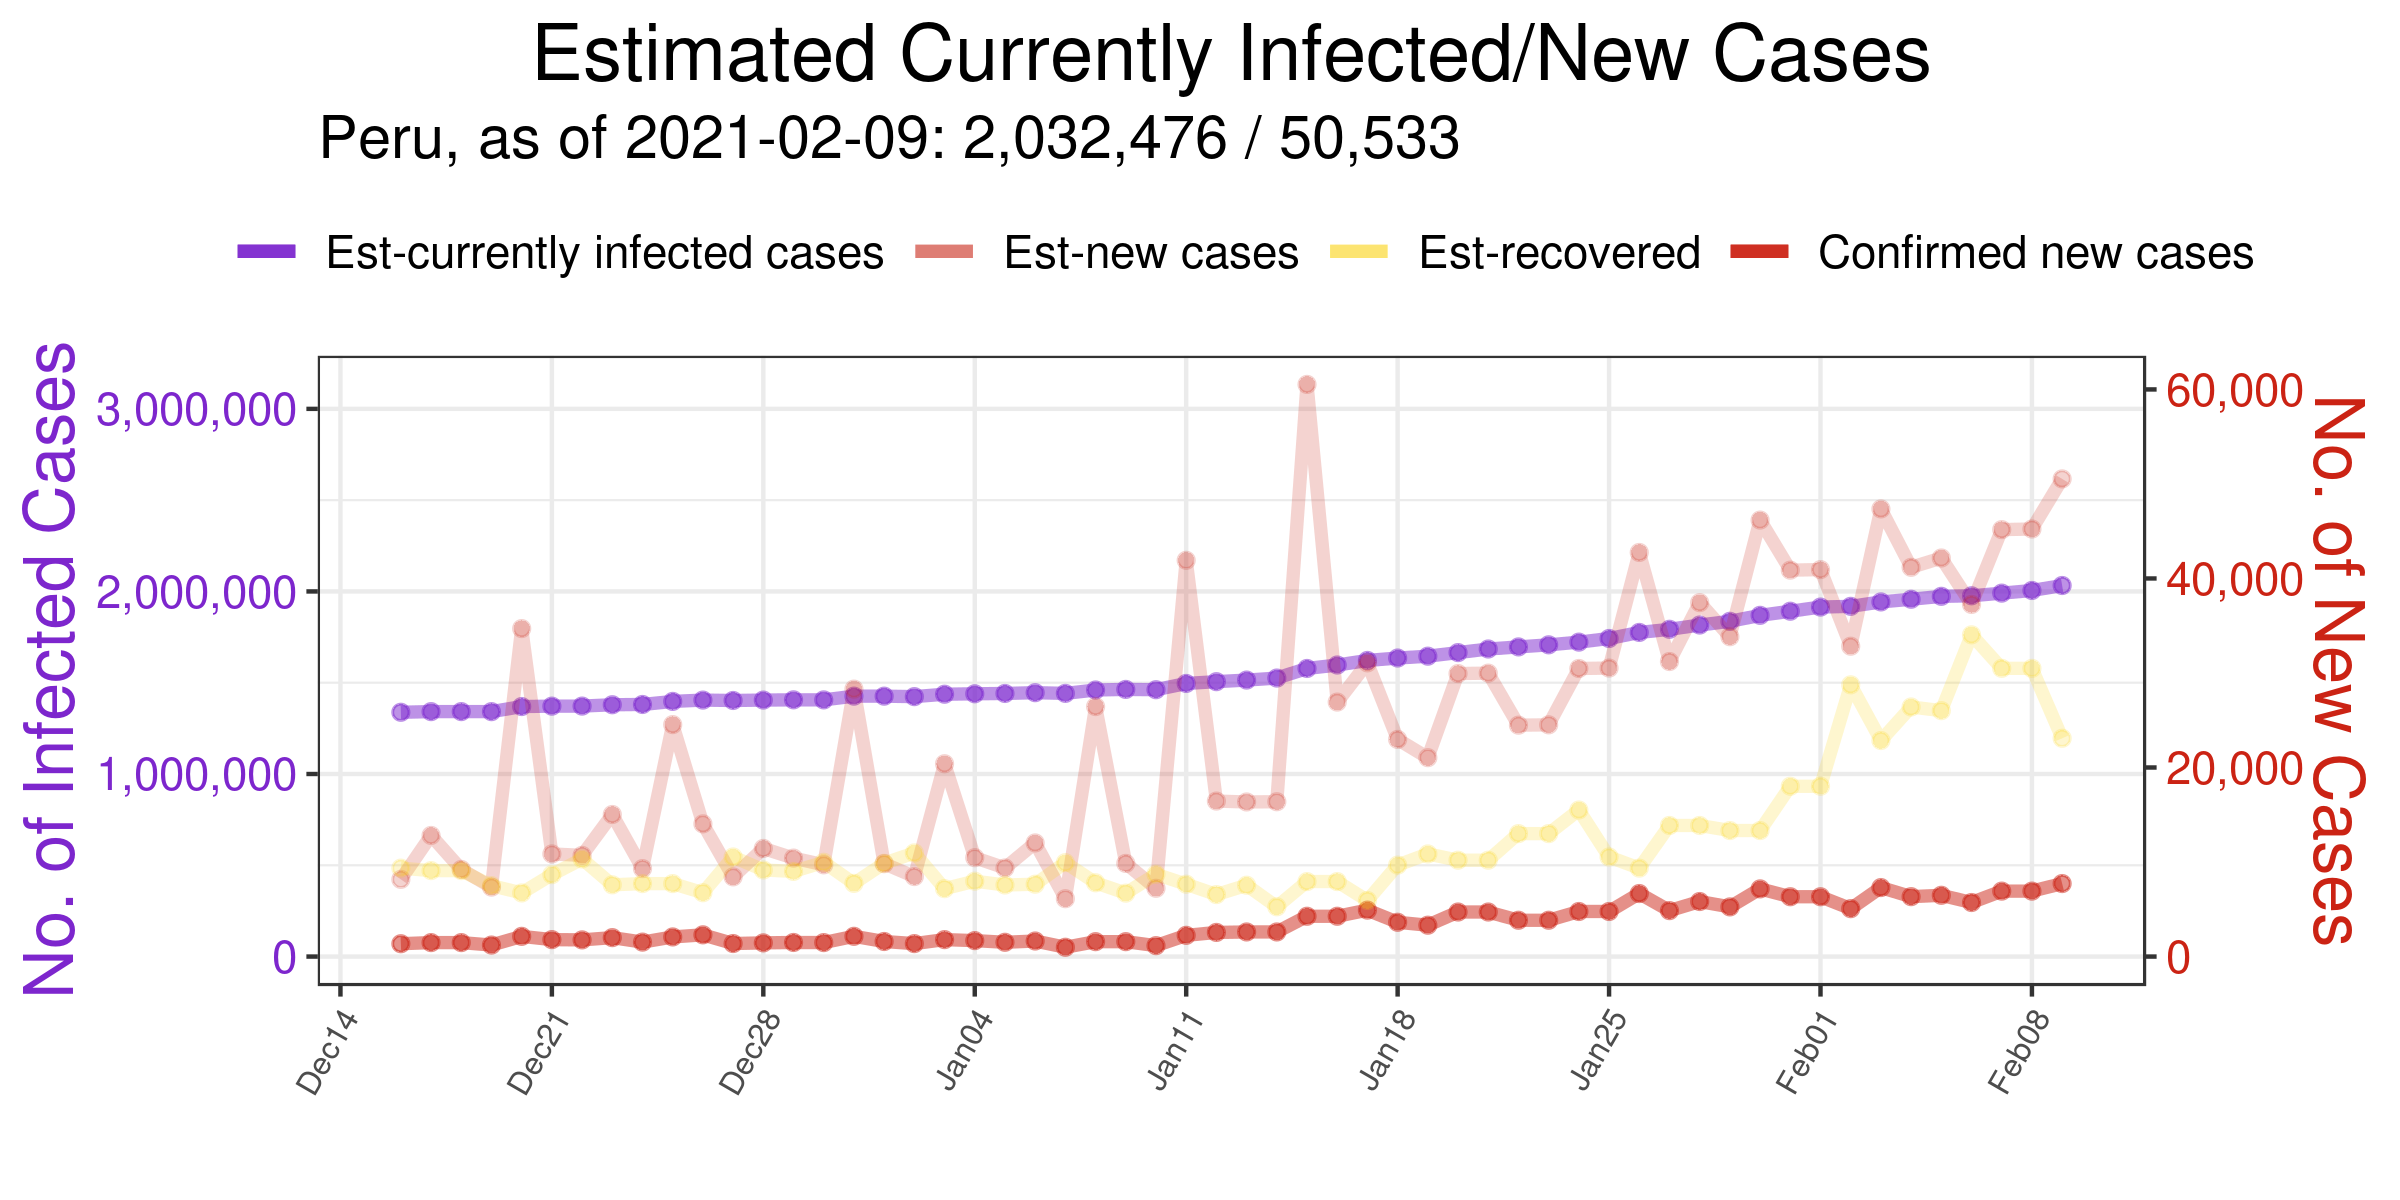 Estimated Currently Infected/New Cases
Peru, as of 2021-02-09: 2,032,476 / 50,533
Est-currently infected cases Est-new cases Est-recovered Confirmed new cases
No. of Infected Cases
3,000,000
2,000,000
1,000,000
0
60,000
40,000
20,000
0
No. of New Cases
Dec14 Dec21 Dec28 Jan04 Jan11 Jan18 Jan25 Feb01 Feb08